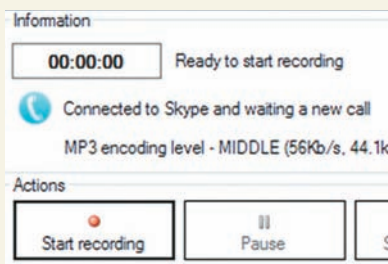 Information
00:00:00 Ready to start recording
Connected to Skype and waiting a new call
MP3 encoding level - MIDDLE (56Kb/s, 44.1k
Actions
Start recording Pause S